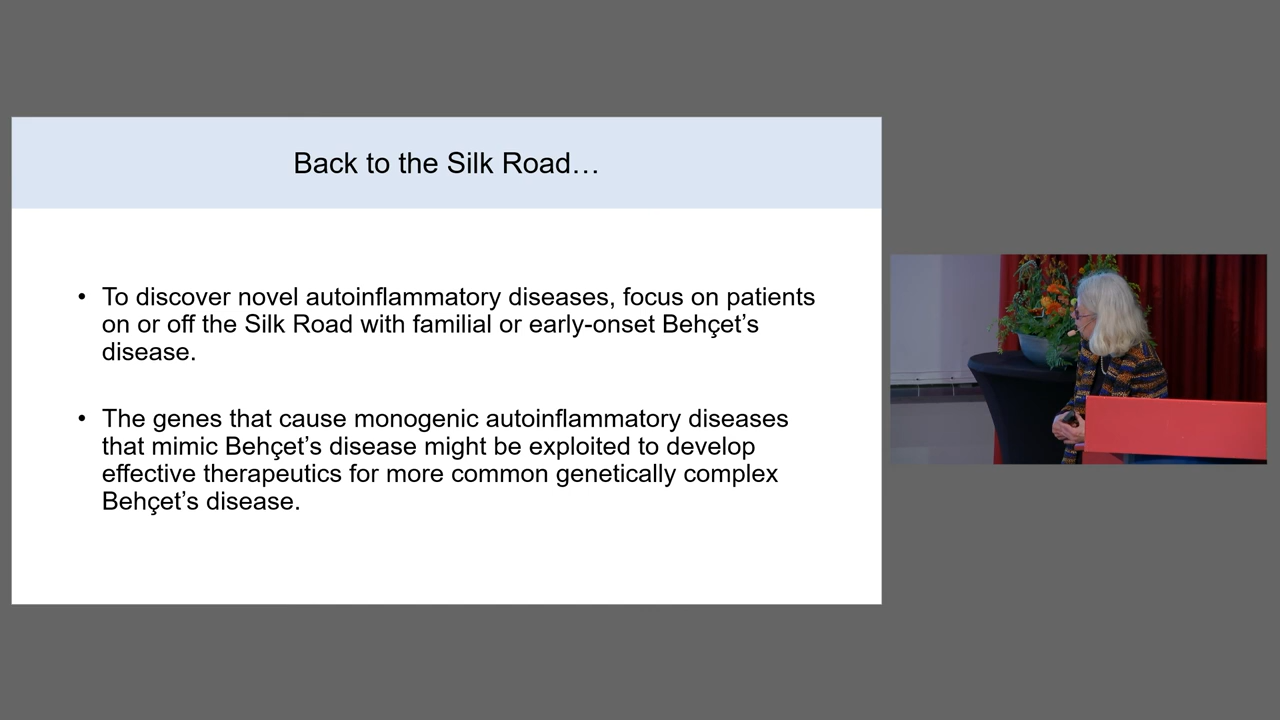 Back to the Silk Road…
• To discover novel autoinflammatory diseases, focus on patients
on or off the Silk Road with familial or early-onset Behçet’s
disease.
• The genes that cause monogenic autoinflammatory diseases
that mimic Behçet’s disease might be exploited to develop
effective therapeutics for more common genetically complex
Behçet’s disease.